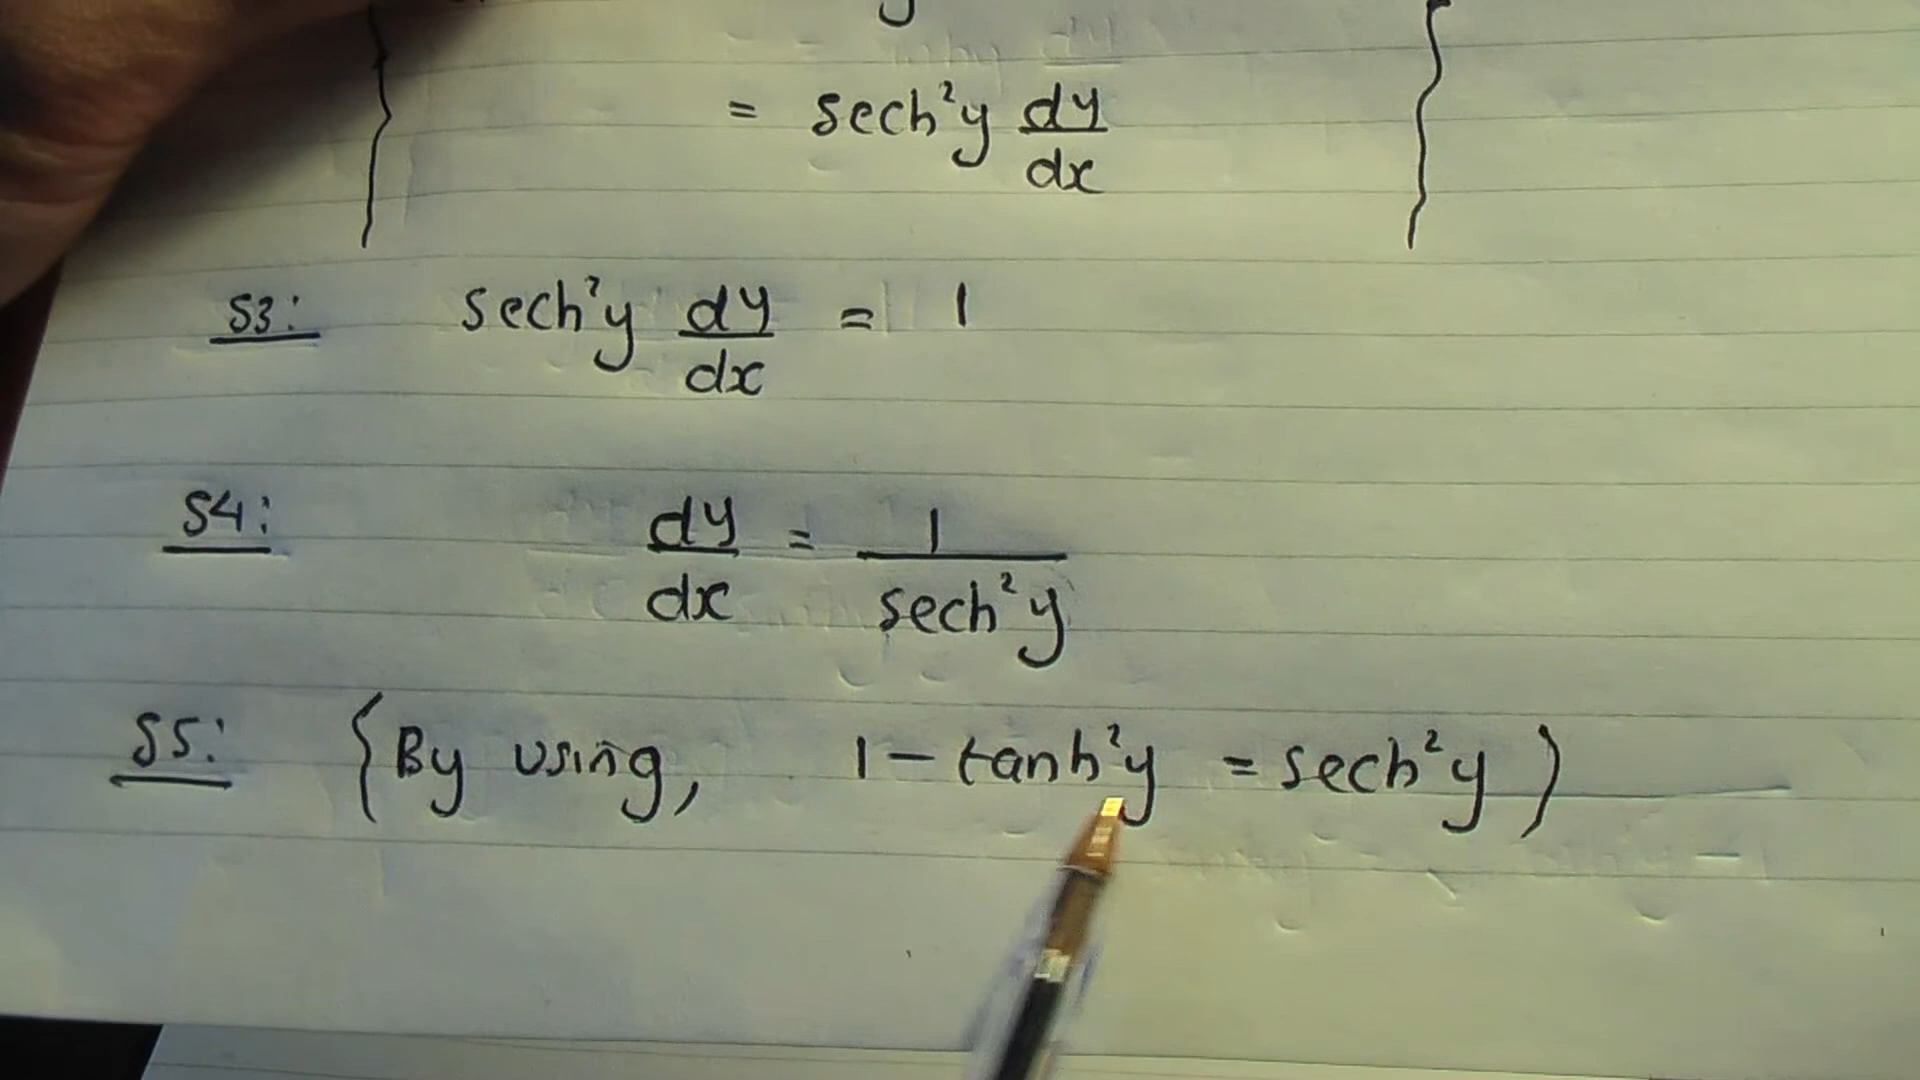 = sech²y dy/dx
S3: sech²y dy/dx = 1
S4: dy/dx = 1/sech²y
S5: {By using, 1 - tanh²y = sech²y)